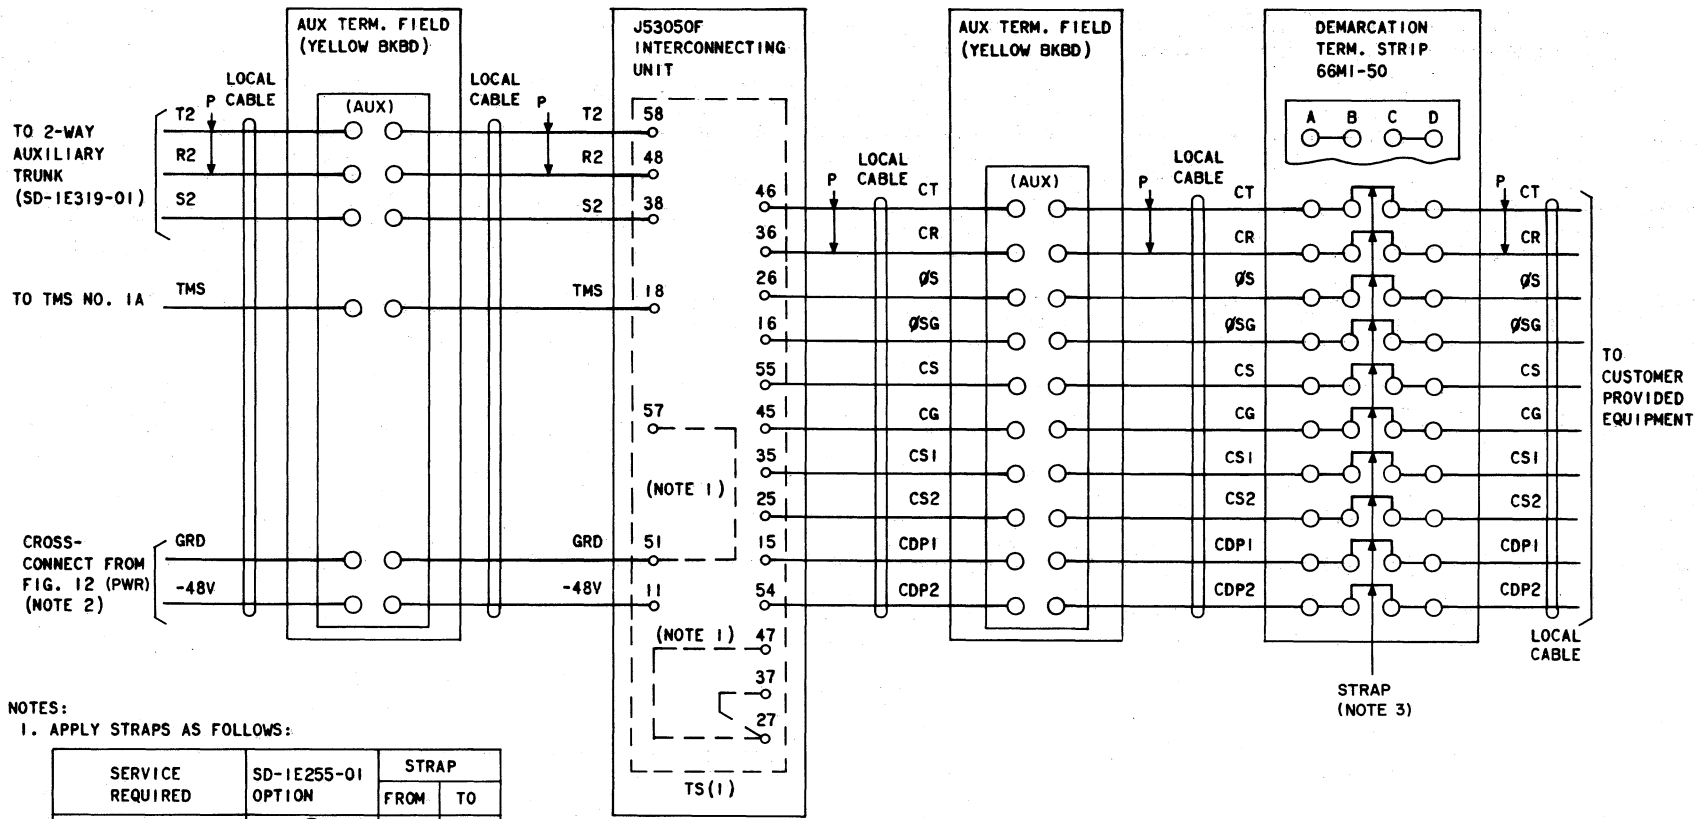 AUX TERM. FIELD
(YELLOW BKBD)
J53050F
INTERCONNECTING
UNIT
AUX TERM. FIELD
(YELLOW BKBD)
DEMARCATION
TERM. STRIP
66M1-50
A B C D
LOCAL
CABLE
P
(AUX)
LOCAL
CABLE
P
TO 2-WAY
AUXILIARY
TRUNK
(SD-1E319-01)
T2
R2
S2
T2 58
R2 48
S2 38
TO TMS NO. 1A
TMS
TMS 18
57
(NOTE 1)
CROSS-
CONNECT FROM
FIG. 12 (PWR)
(NOTE 2)
GRD
-48V
GRD 51
-48V 11
46
36
26
16
55
45
35
25
15
54
(NOTE 1) 47
37
27
TS(1)
P
LOCAL
CABLE
CT
CR
ØS
ØSG
CS
CG
CS1
CS2
CDP1
CDP2
(AUX)
P
LOCAL
CABLE
CT
CR
ØS
ØSG
CS
CG
CS1
CS2
CDP1
CDP2
P
CT
CR
ØS
ØSG
CS
CG
CS1
CS2
CDP1
CDP2
LOCAL
CABLE
TO
CUSTOMER
PROVIDED
EQUIPMENT
STRAP
(NOTE 3)
NOTES:
1. APPLY STRAPS AS FOLLOWS:
SERVICE
REQUIRED
SD-1E255-01
OPTION
STRAP
FROM TO